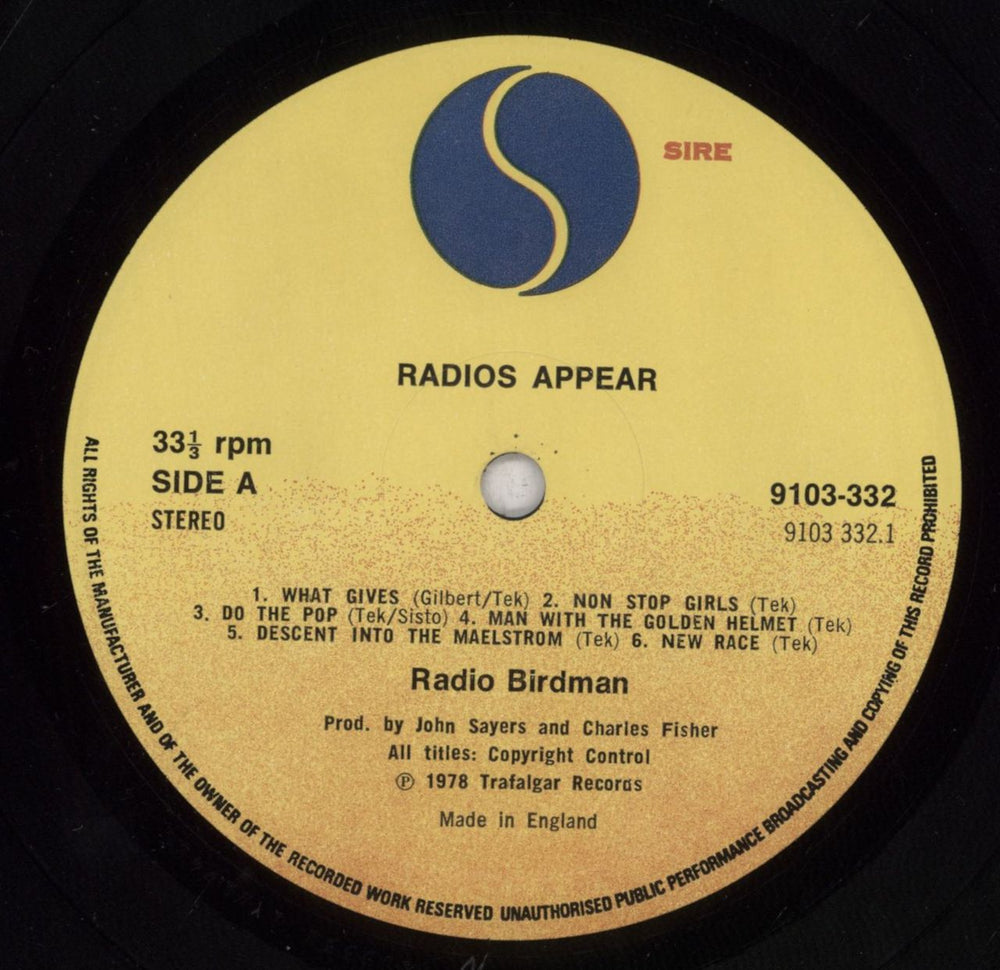 SIRE
RADIOS APPEAR
33⅓ rpm
SIDE A
STEREO
9103-332
9103 332.1
1. WHAT GIVES (Gilbert/Tek) 2. NON STOP GIRLS (Tek)
3. DO THE POP (Tek/Sisto) 4. MAN WITH THE GOLDEN HELMET (Tek)
5. DESCENT INTO THE MAELSTROM (Tek) 6. NEW RACE (Tek)
Radio Birdman
Prod. by John Sayers and Charles Fisher
All titles: Copyright Control
℗ 1978 Trafalgar Records
Made in England
ALL RIGHTS OF THE MANUFACTURER AND OF THE OWNER OF THE RECORDED WORK RESERVED UNAUTHORISED PUBLIC PERFORMANCE BROADCASTING AND COPYING OF THIS RECORD PROHIBITED